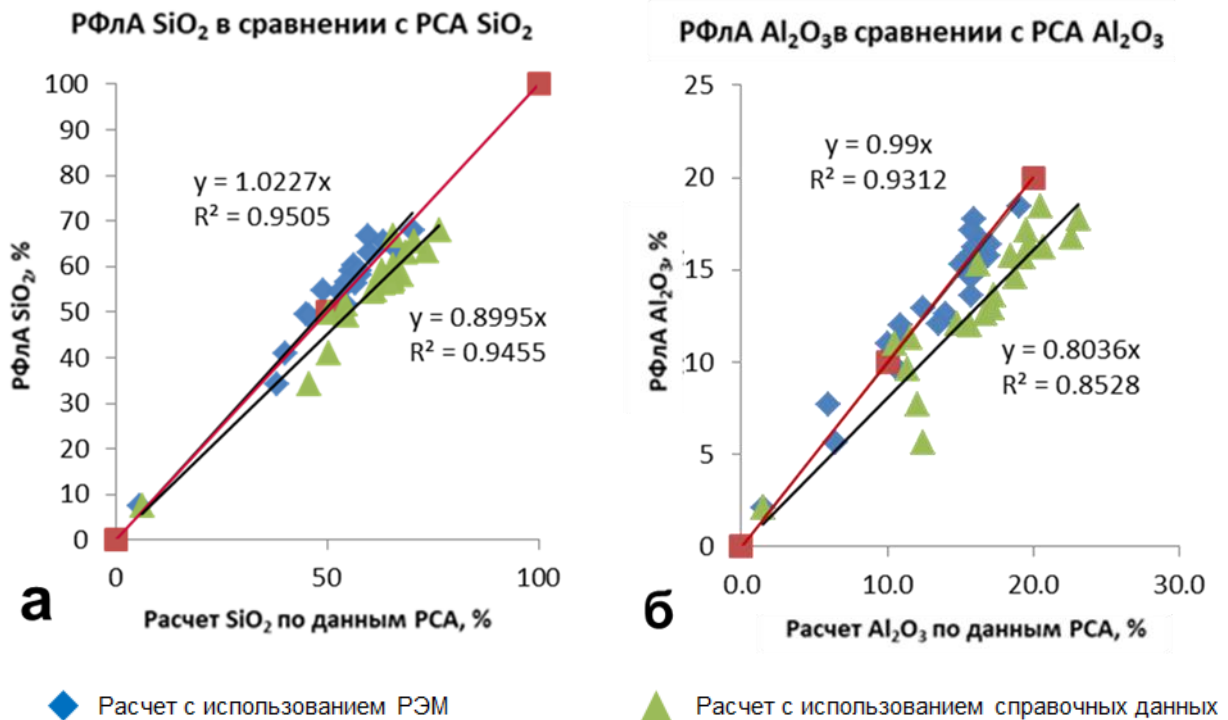 РФлА SiO₂ в сравнении с РСА SiO₂
РФлА SiO₂, %
100
90
80
70
60
50
40
30
20
10
0
y = 1.0227x
R² = 0.9505
y = 0.8995x
R² = 0.9455
0
50
100
Расчет SiO₂ по данным РСА, %
а
РФлА Al₂O₃в сравнении с РСА Al₂O₃
РФлА Al₂O₃, %
25
20
15
10
5
0
y = 0.99x
R² = 0.9312
y = 0.8036x
R² = 0.8528
0.0
10.0
20.0
30.0
Расчет Al₂O₃ по данным РСА, %
б
Расчет с использованием РЭМ
Расчет с использованием справочных данных